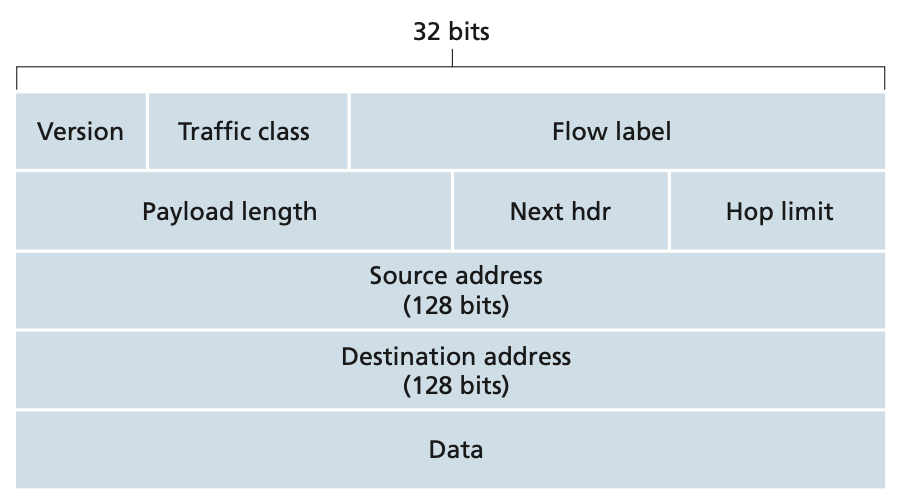 32 bits
Version Traffic class Flow label
Payload length Next hdr Hop limit
Source address
(128 bits)
Destination address
(128 bits)
Data